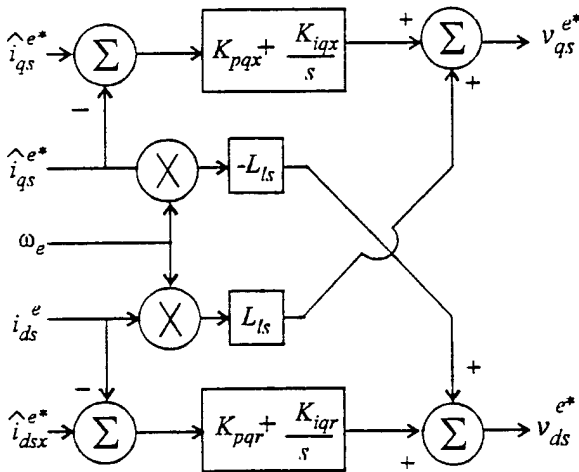 î_qs^e* Σ K_pqx + K_iqx/s + Σ v_qs^e*
− +
î_qs^e* X -L_ls
ω_e
i_ds^e X L_ls
− +
î_dsx^e* Σ K_pqr + K_iqr/s + Σ v_ds^e*